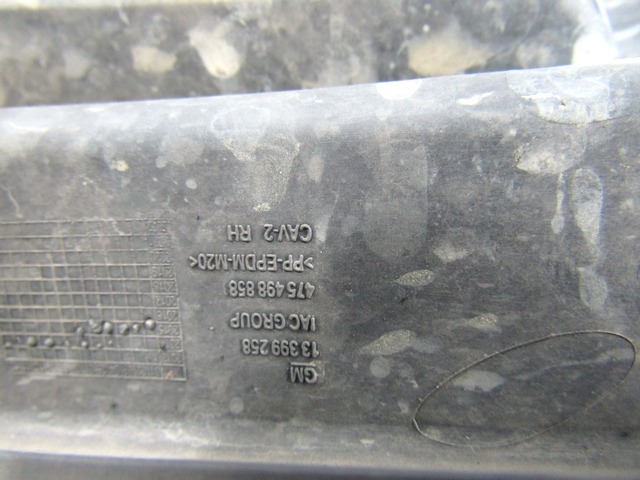 GM
13 399 258
IAC GROUP
475 498 858
>PP-EPDM-M20<
CAV-2 RH